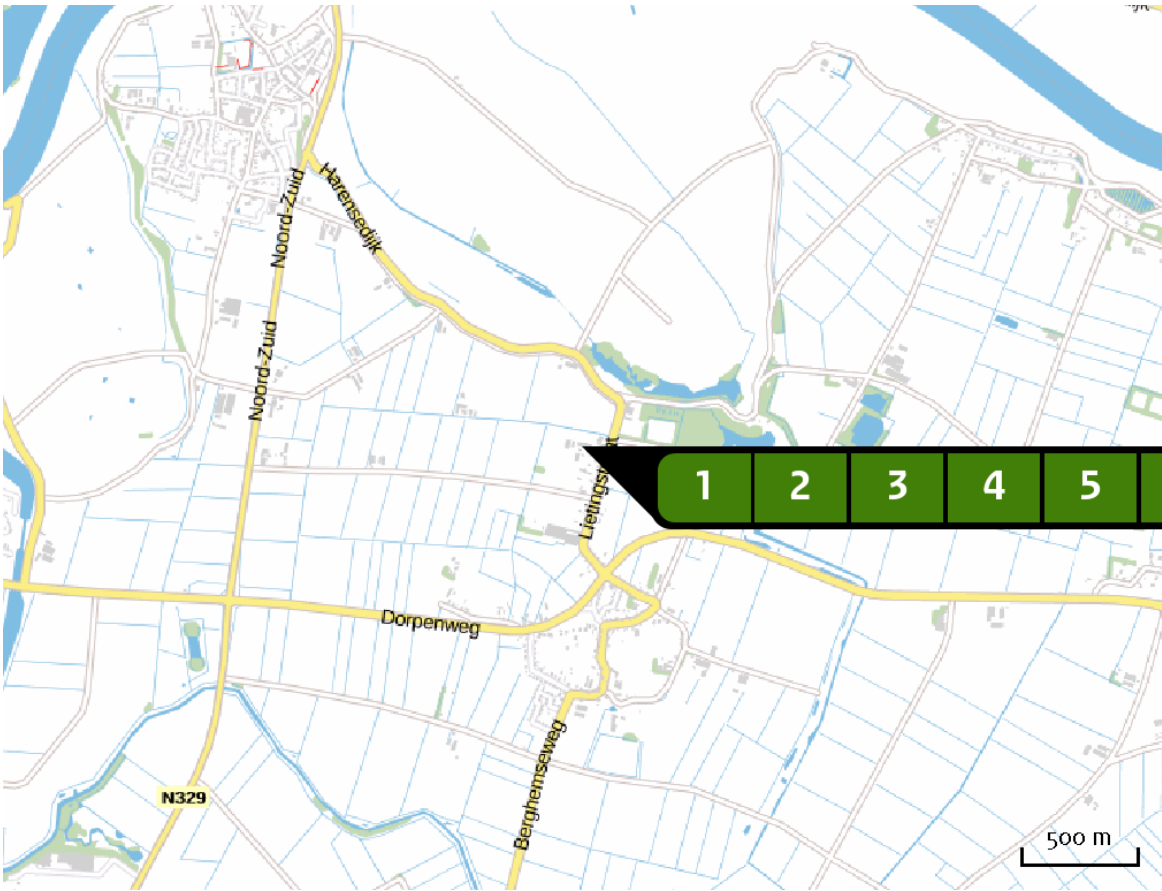 Noord-Zuid
Harensedijk
Noord-Zuid
1 2 3 4 5
Dorpenweg
Berghemseweg
N329
500 m